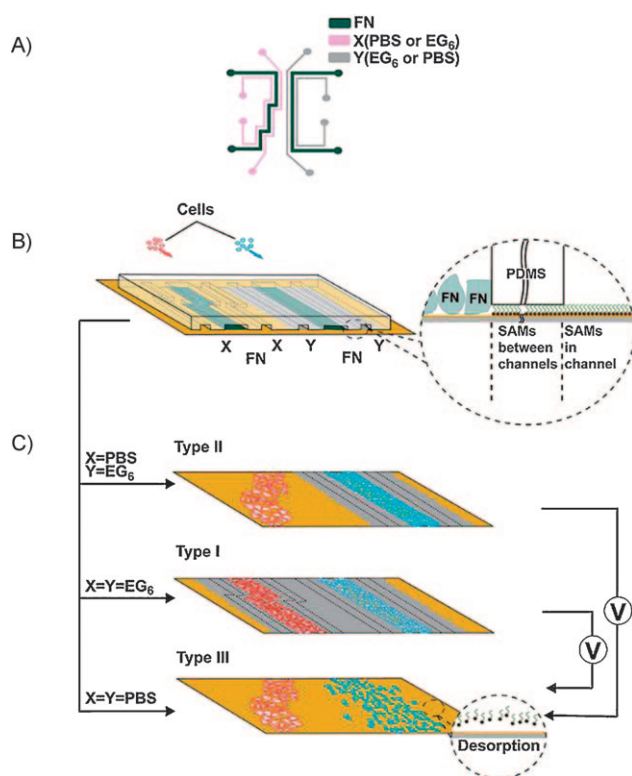 A)
FN
X(PBS or EG₆)
Y(EG₆ or PBS)
B)
Cells
X
FN
X
Y
FN
Y
FN
FN
PDMS
SAMs between channels
SAMs in channel
C)
X=PBS
Y=EG₆
Type II
X=Y=EG₆
Type I
X=Y=PBS
Type III
V
V
Desorption